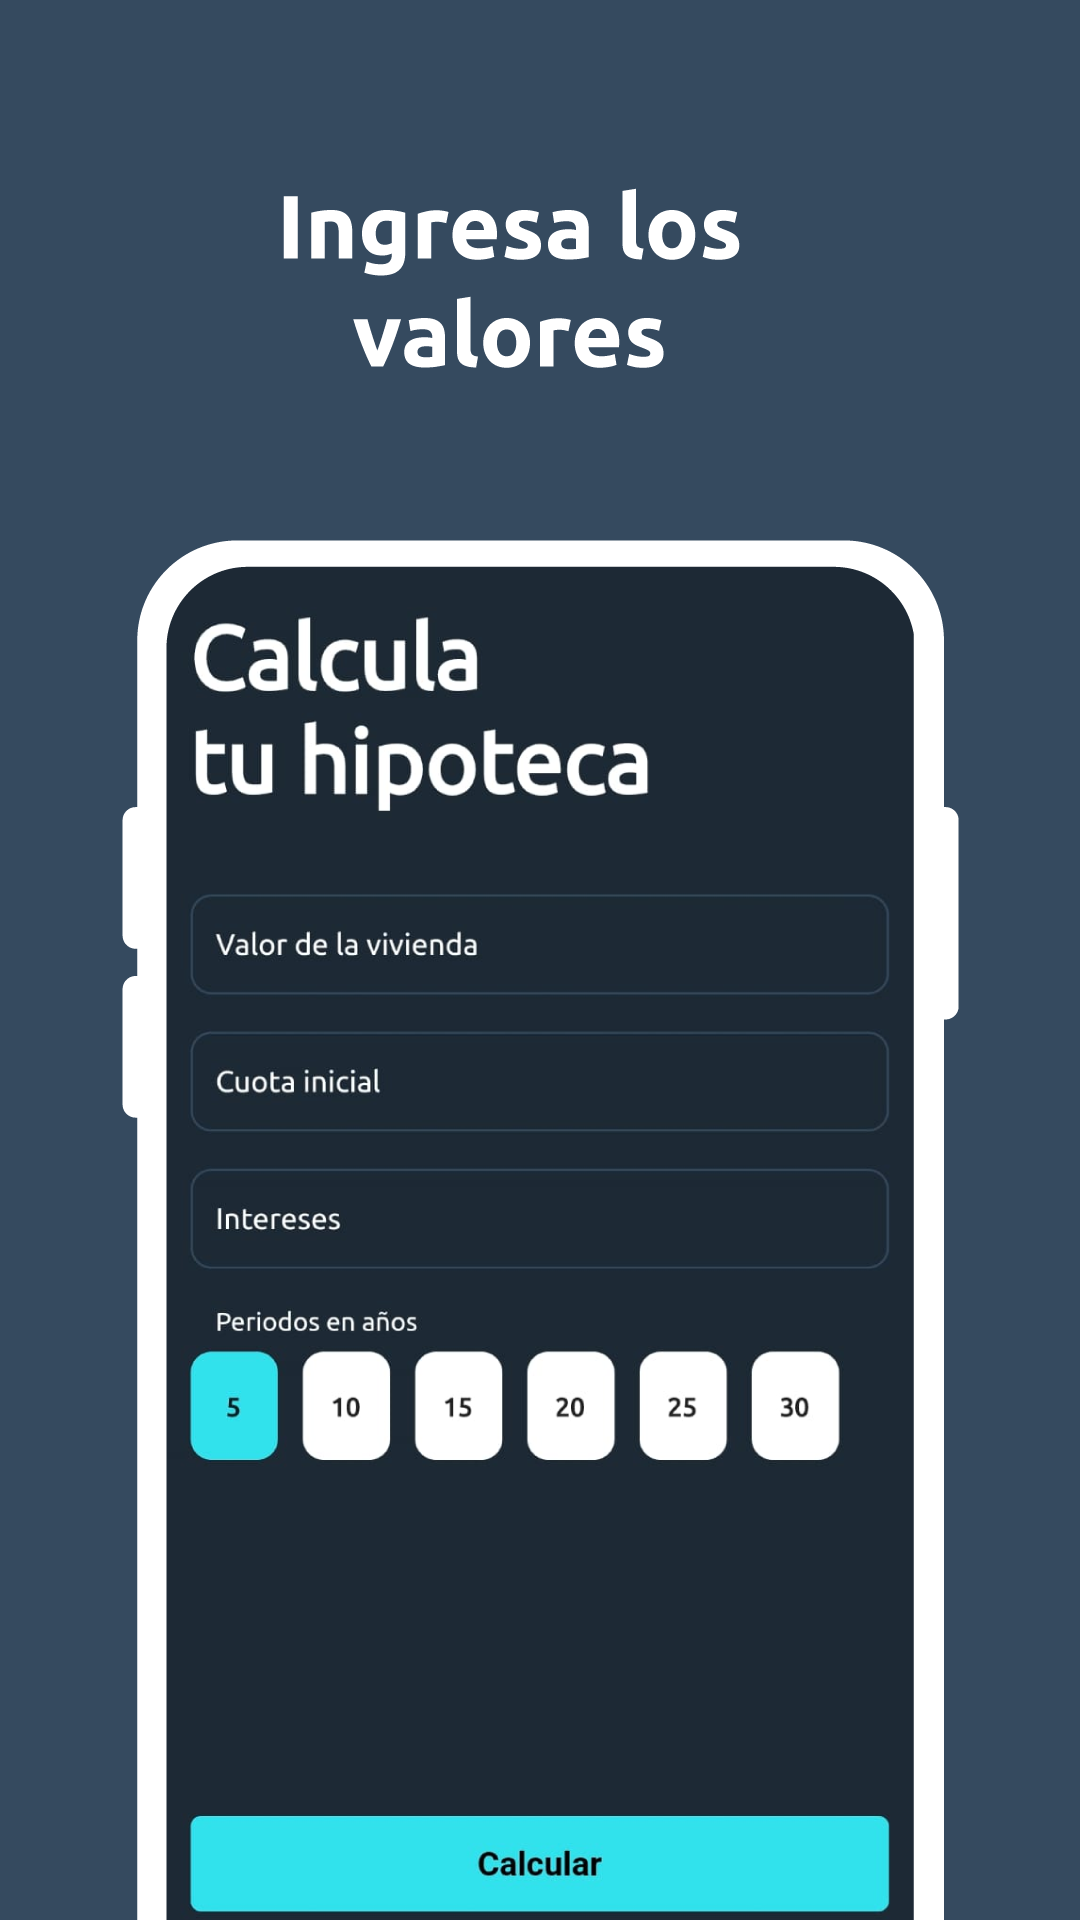 Ingresa los
valores
Calcula
tu hipoteca
Valor de la vivienda
Cuota inicial
Intereses
Periodos en años
5 10 15 20 25 30
Calcular